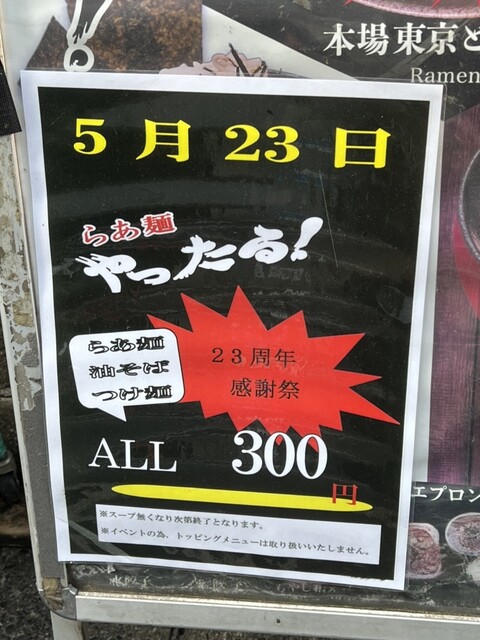 本場東京と
Ramen
5月23日
らあ麺
やったる!
らあ麺
油そば
つけ麺
23周年
感謝祭
ALL 300円
※スープ無くなり次第終了となります。
※イベントの為、トッピングメニューは取り扱いいたしません。
エプロン